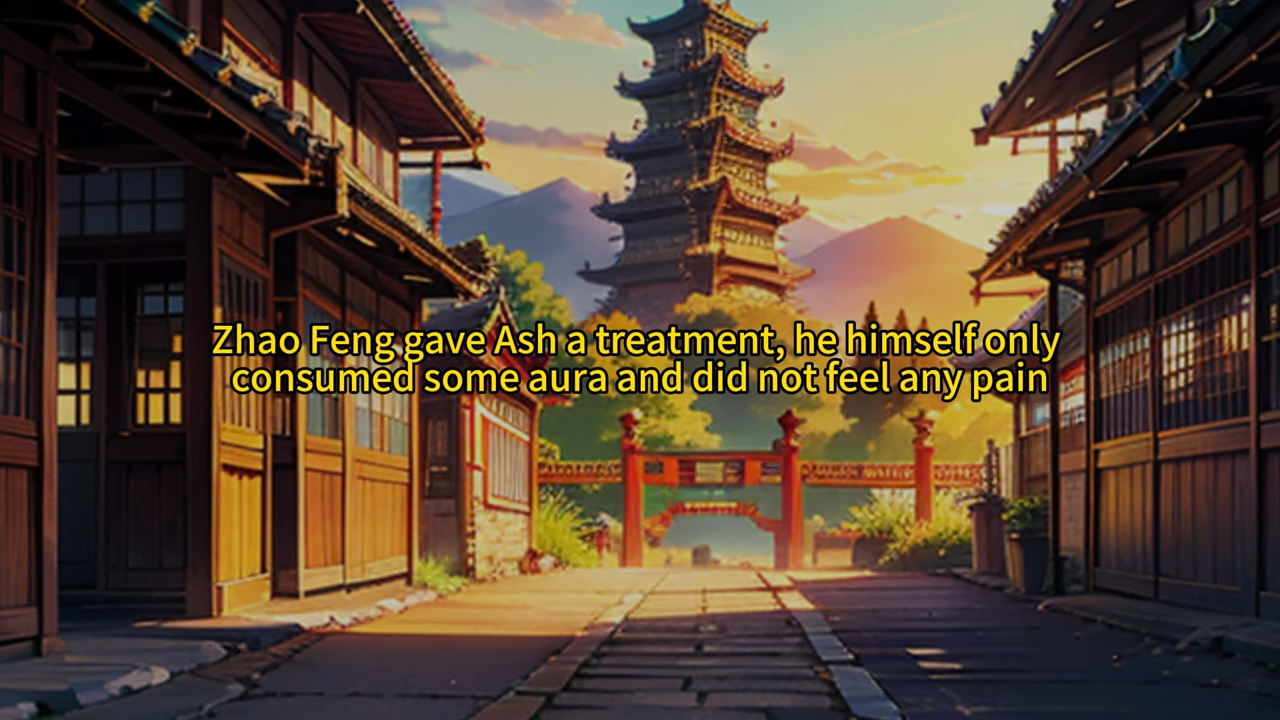 Zhao Feng gave Ash a treatment, he himself only
consumed some aura and did not feel any pain